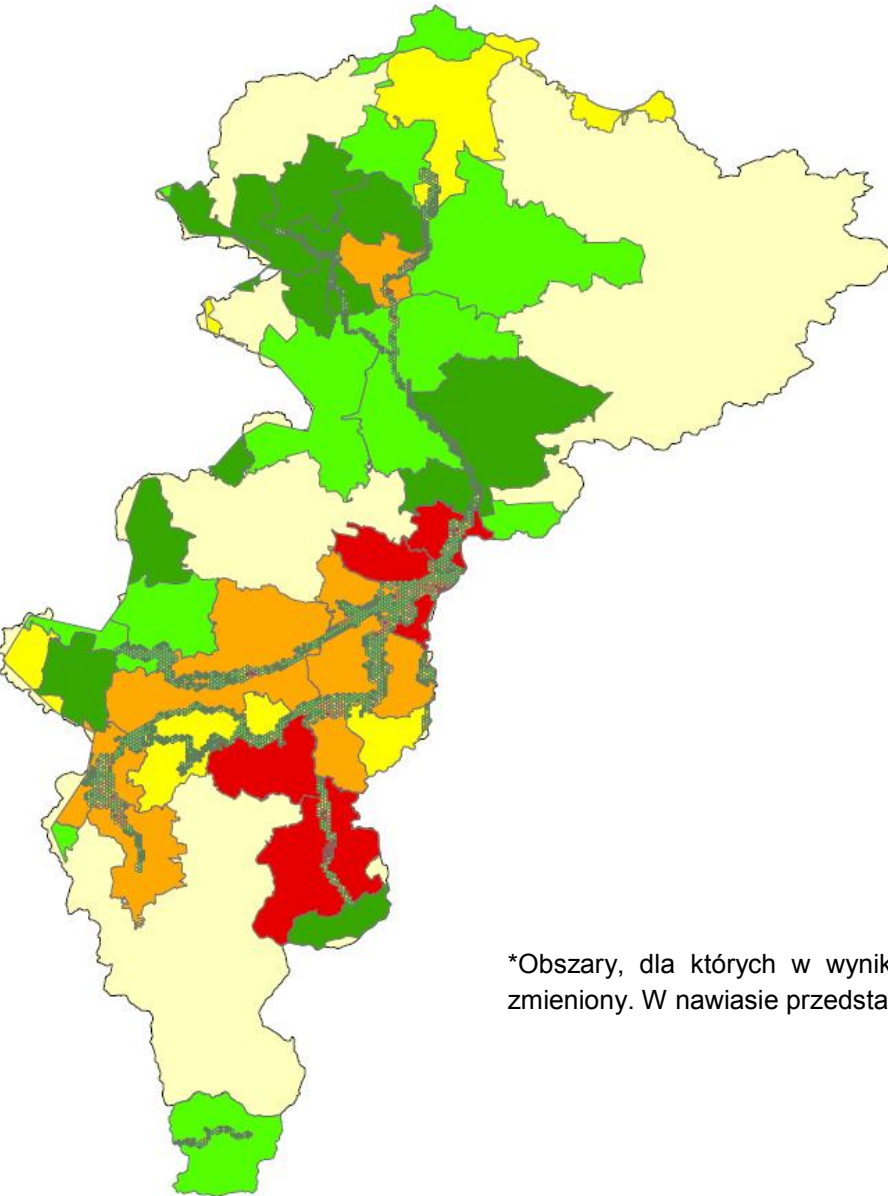 *Obszary, dla których w wynik
zmieniony. W nawiasie przedsta